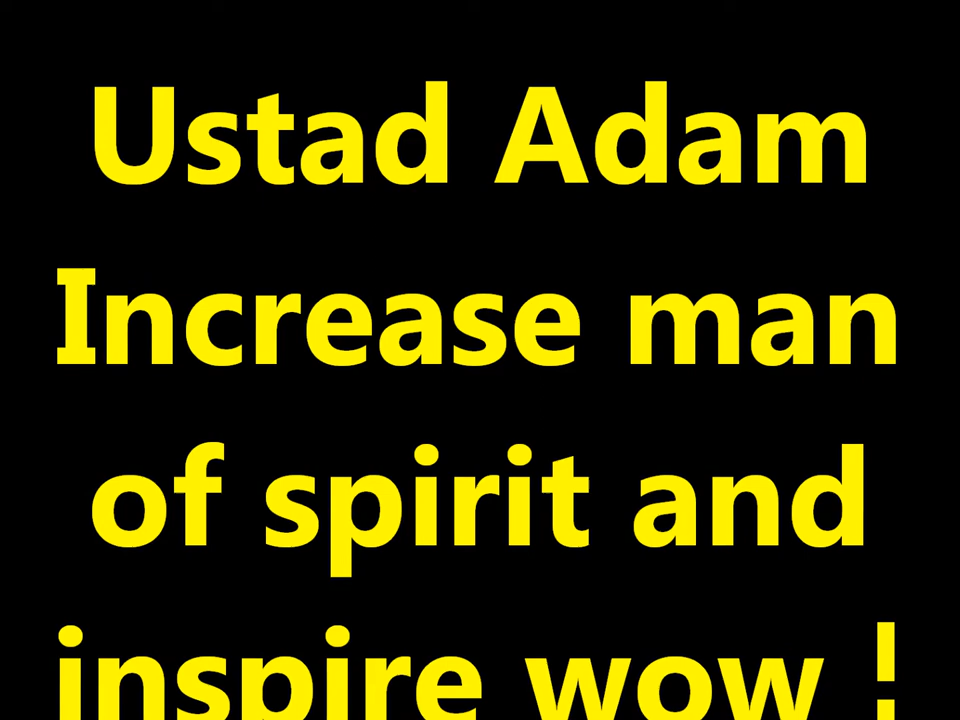 Ustad Adam
Increase man
of spirit and
inspire wow !